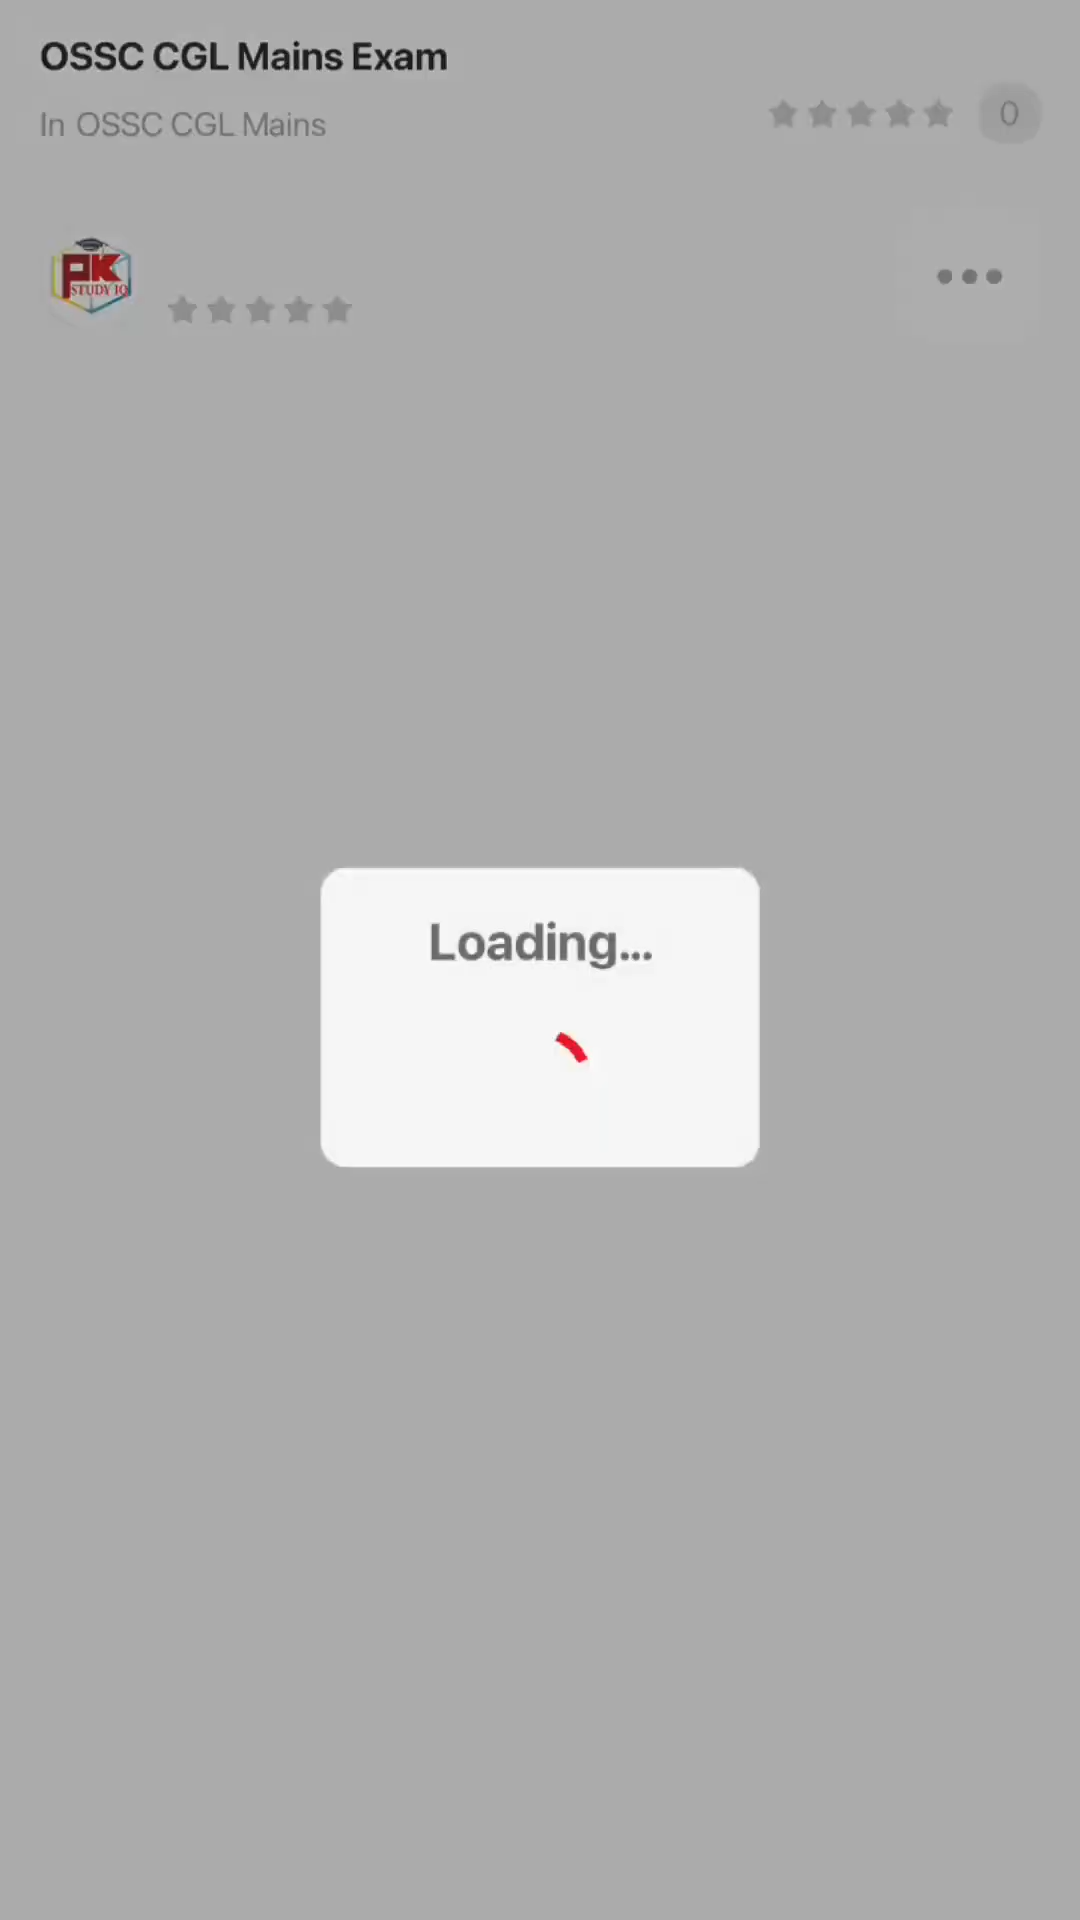 OSSC CGL Mains Exam
In OSSC CGL Mains
0
PK
STUDY IQ
Loading...